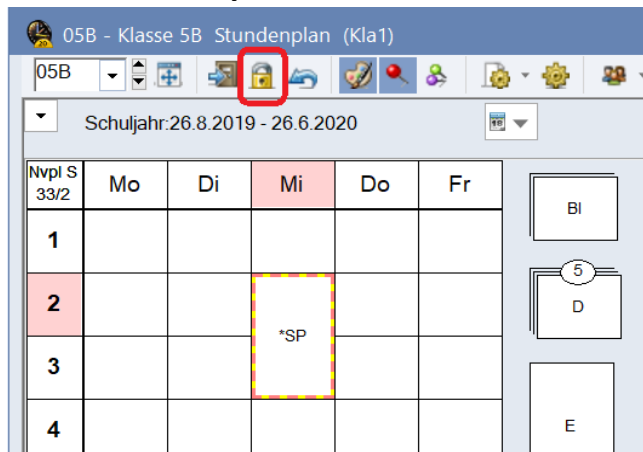 05B - Klasse 5B Stundenplan (Kla1)
05B
Schuljahr:26.8.2019 - 26.6.2020
Nvpl S
33/2
Mo Di Mi Do Fr
BI
1
5
2
D
*SP
3
4
E